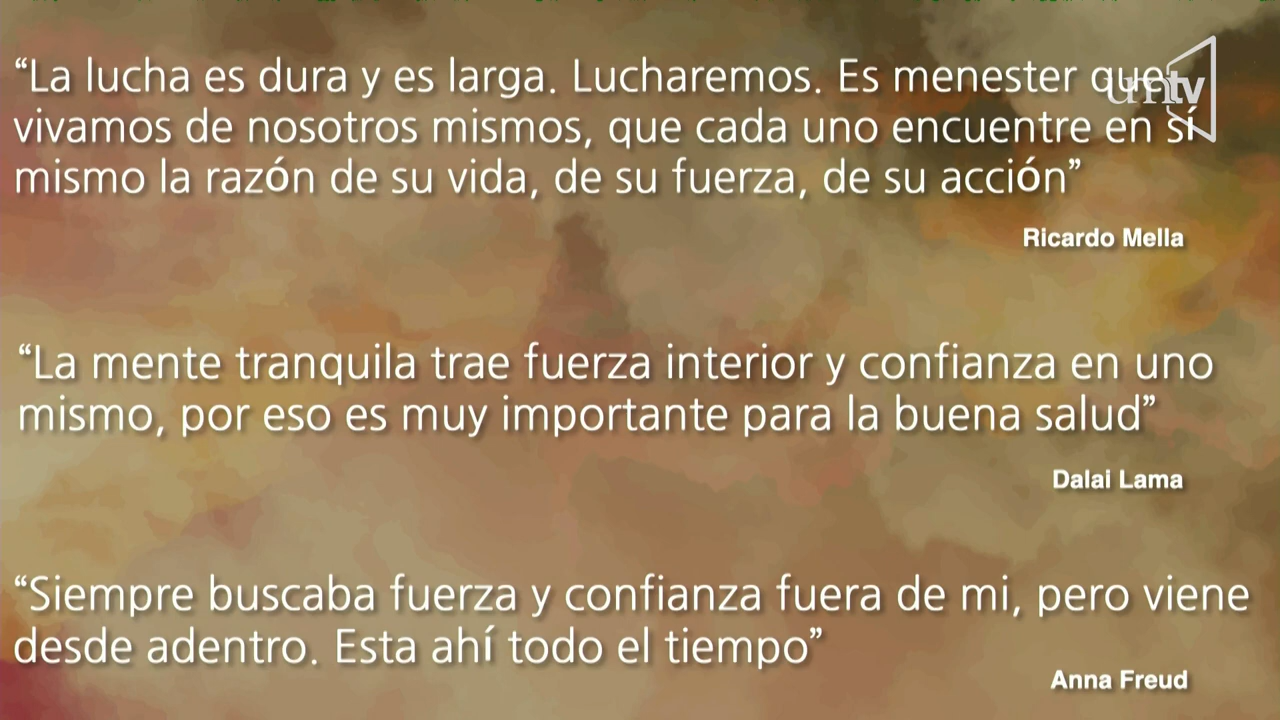 “La lucha es dura y es larga. Lucharemos. Es menester que
vivamos de nosotros mismos, que cada uno encuentre en sí
mismo la razón de su vida, de su fuerza, de su acción”
Ricardo Mella
“La mente tranquila trae fuerza interior y confianza en uno
mismo, por eso es muy importante para la buena salud”
Dalai Lama
“Siempre buscaba fuerza y confianza fuera de mi, pero viene
desde adentro. Esta ahí todo el tiempo”
Anna Freud
untv